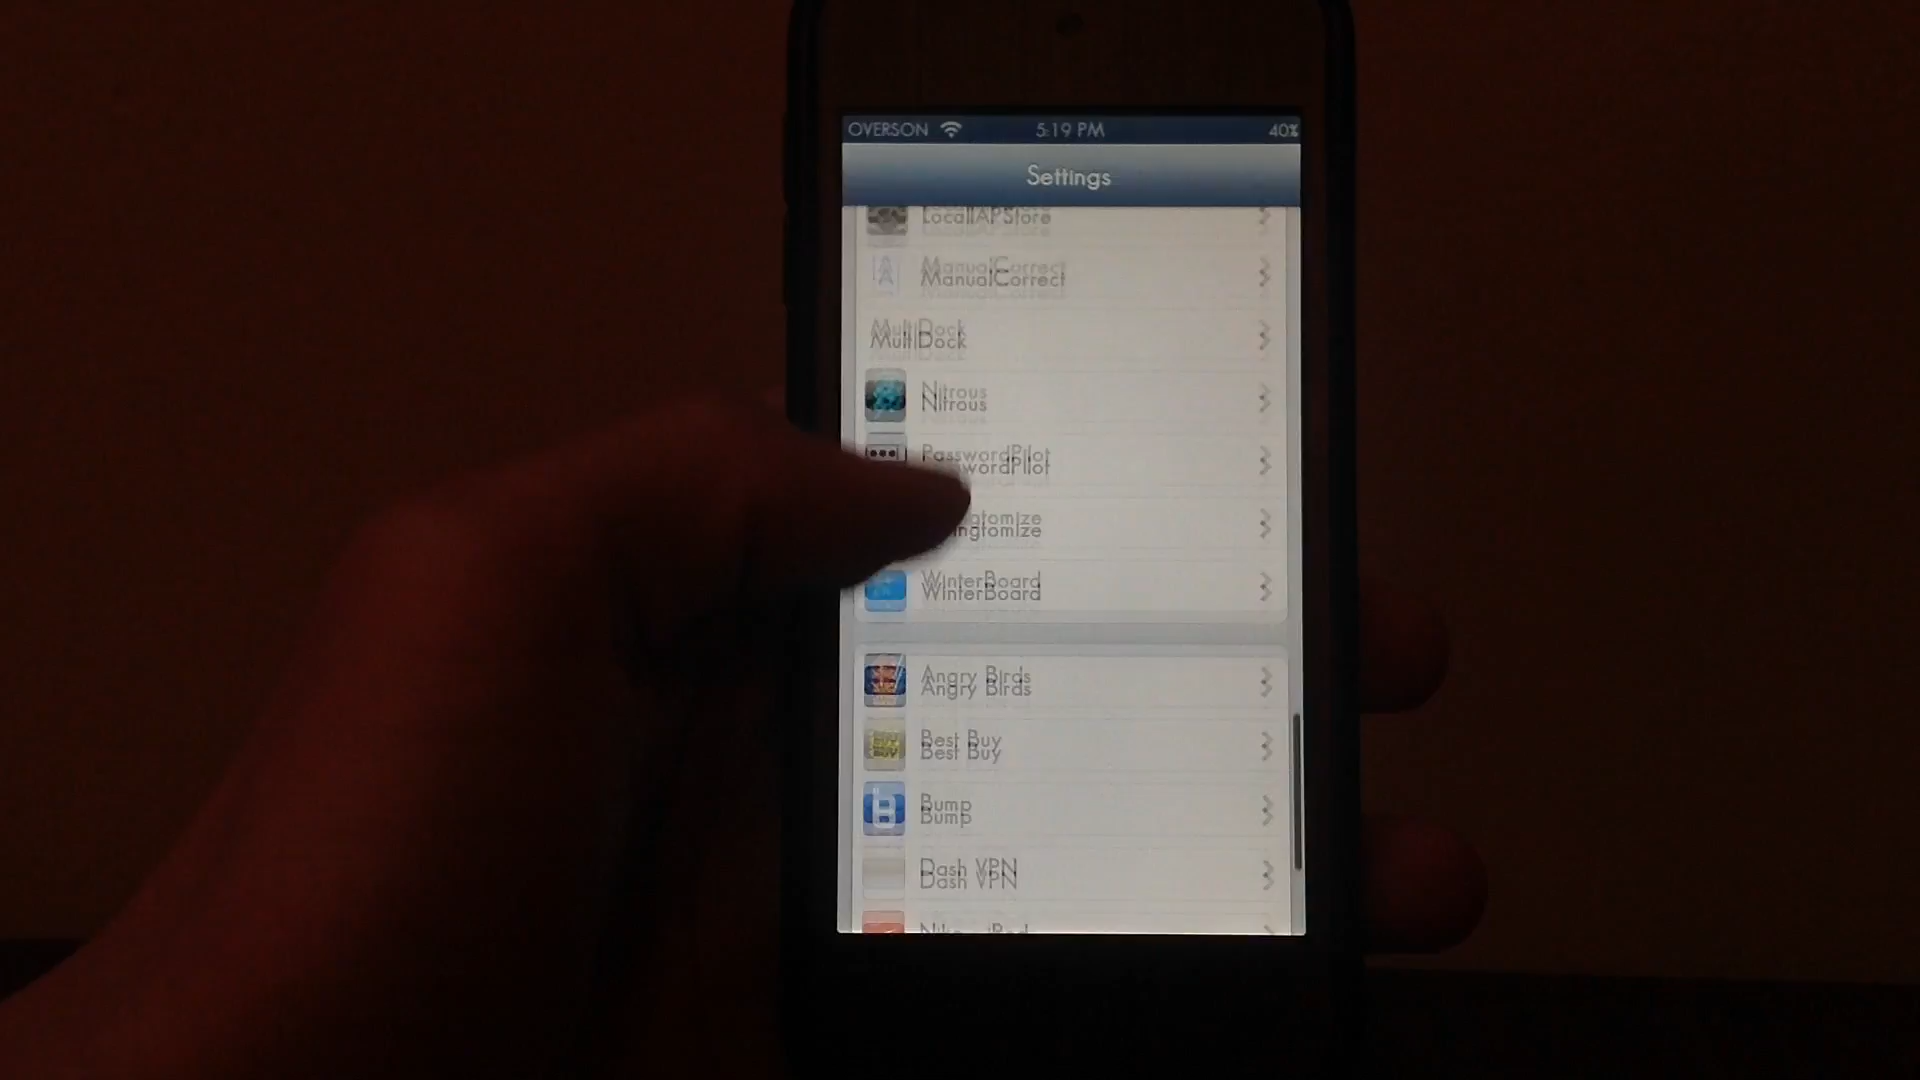 OVERSON
5:19 PM
40%
Settings
LocalIAPStore
ManualCorrect
MultiDock
Nitrous
PasswordPilot
WinterBoard
Angry Birds
Best Buy
Bump
Dash VPN